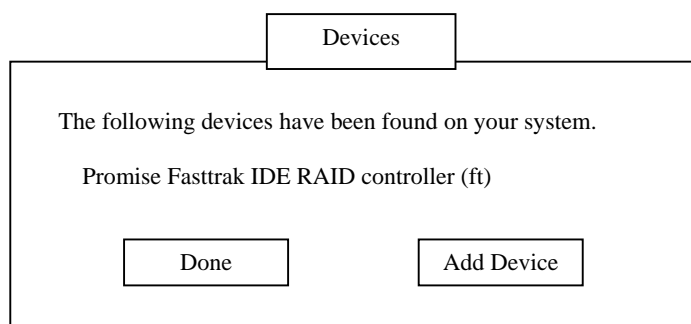 Devices
The following devices have been found on your system.
Promise Fasttrak IDE RAID controller (ft)
Done
Add Device